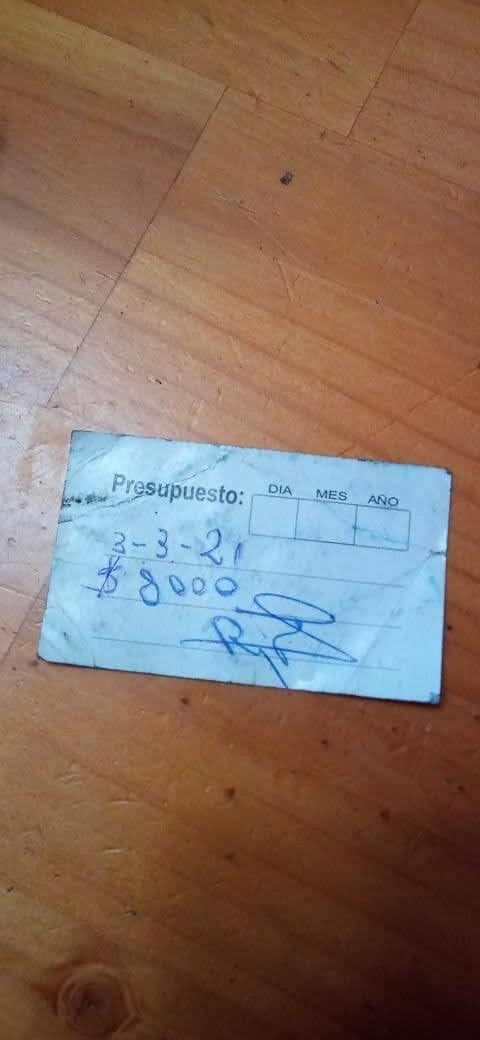 Presupuesto:
DIA MES AÑO
3-3-21
$ 8000